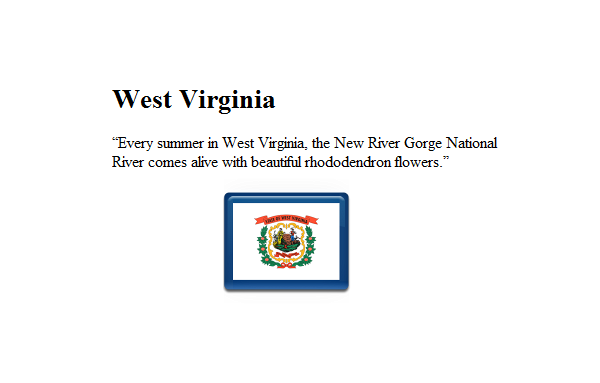 West Virginia
“Every summer in West Virginia, the New River Gorge National
River comes alive with beautiful rhododendron flowers.”
STATE OF WEST VIRGINIA